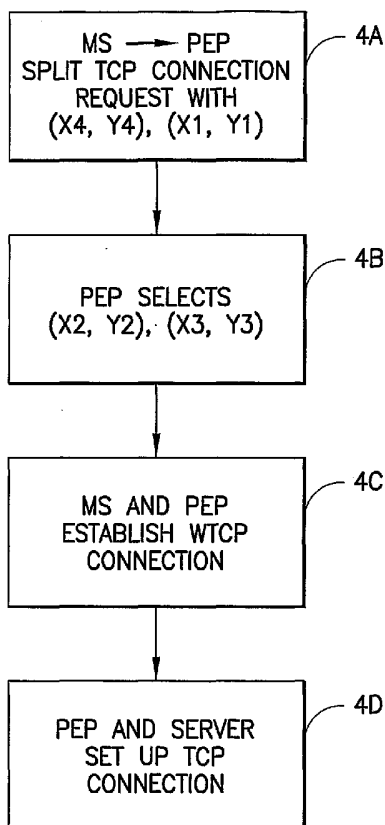 MS → PEP
SPLIT TCP CONNECTION
REQUEST WITH
(X4, Y4), (X1, Y1)
4A
PEP SELECTS
(X2, Y2), (X3, Y3)
4B
MS AND PEP
ESTABLISH WTCP
CONNECTION
4C
PEP AND SERVER
SET UP TCP
CONNECTION
4D